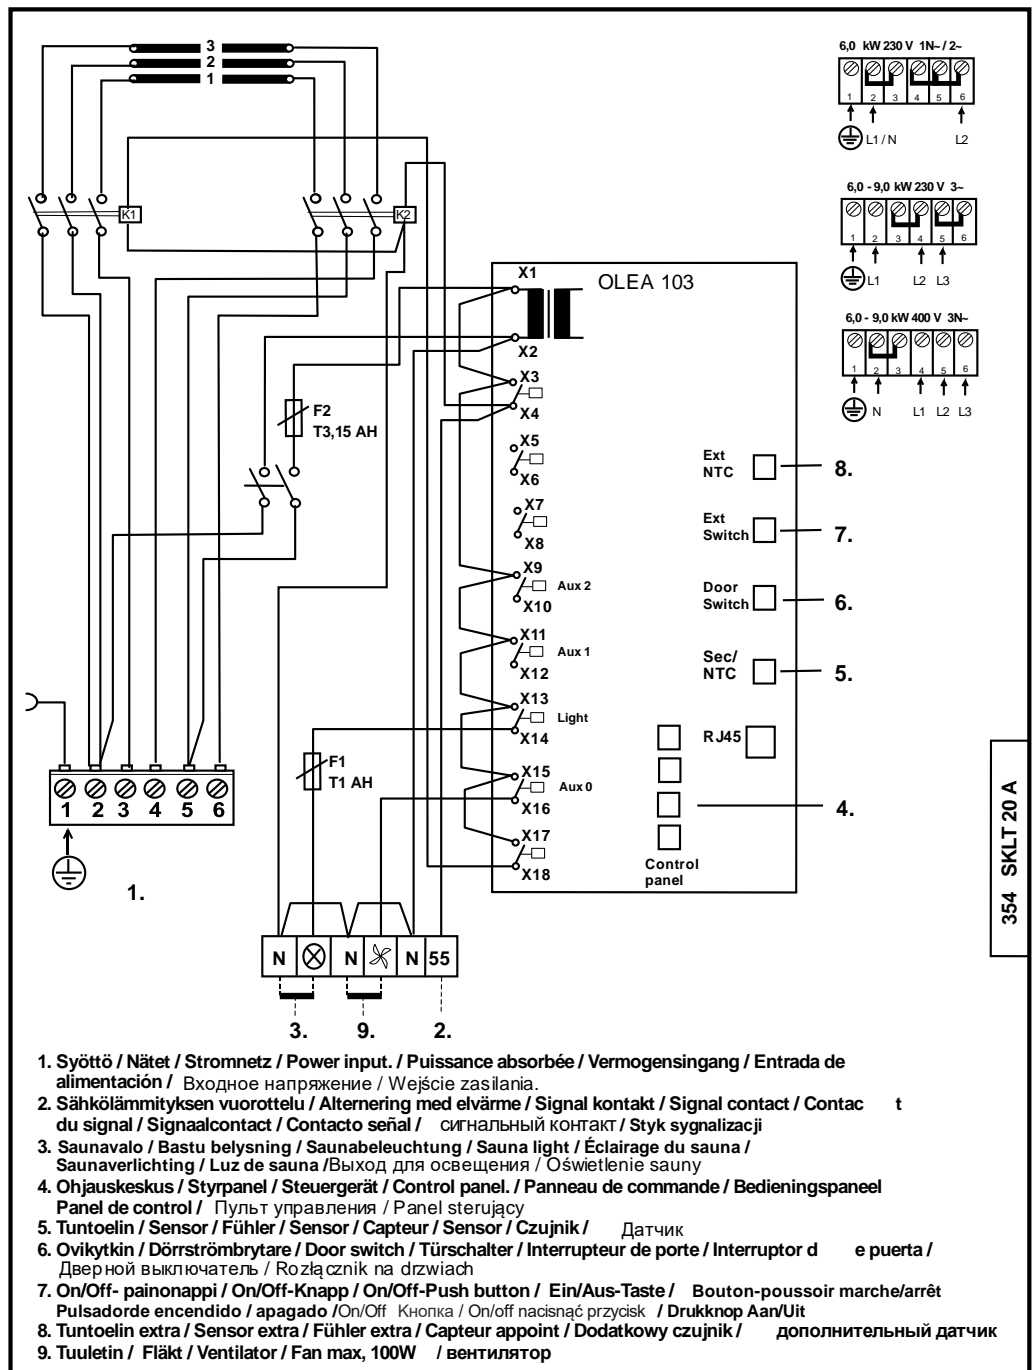 3
2
1
K1
K2
F2
T3,15 AH
F1
T1 AH
1 2 3 4 5 6
1.
N N N 55
3. 9. 2.
OLEA 103
X1
X2
X3
X4
X5
X6
X7
X8
X9
Aux 2
X10
X11
Aux 1
X12
X13
Light
X14
X15
Aux 0
X16
X17
X18
Ext
NTC
8.
Ext
Switch
7.
Door
Switch
6.
Sec/
NTC
5.
RJ45
4.
Control
panel
6,0 kW 230 V 1N~ / 2~
1 2 3 4 5 6
L1 / N L2
6,0 - 9,0 kW 230 V 3~
1 2 3 4 5 6
L1 L2 L3
6,0 - 9,0 kW 400 V 3N~
1 2 3 4 5 6
N L1 L2 L3
354 SKLT 20 A
1. Syöttö / Nätet / Stromnetz / Power input. / Puissance absorbée / Vermogensingang / Entrada de
alimentación / Входное напряжение / Wejście zasilania.
2. Sähkölämmityksen vuorottelu / Alternering med elvärme / Signal kontakt / Signal contact / Contac t
du signal / Signaalcontact / Contacto señal / сигнальный контакт / Styk sygnalizacji
3. Saunavalo / Bastu belysning / Saunabeleuchtung / Sauna light / Éclairage du sauna /
Saunaverlichting / Luz de sauna /Выход для освещения / Oświetlenie sauny
4. Ohjauskeskus / Styrpanel / Steuergerät / Control panel. / Panneau de commande / Bedieningspaneel
Panel de control / Пульт управления / Panel sterujący
5. Tuntoelin / Sensor / Fühler / Sensor / Capteur / Sensor / Czujnik / Датчик
6. Ovikytkin / Dörrströmbrytare / Door switch / Türschalter / Interrupteur de porte / Interruptor d e puerta /
Дверной выключатель / Rozłącznik na drzwiach
7. On/Off- painonappi / On/Off-Knapp / On/Off-Push button / Ein/Aus-Taste / Bouton-poussoir marche/arrêt
Pulsadorde encendido / apagado /On/Off Кнопка / On/off nacisnąć przycisk / Drukknop Aan/Uit
8. Tuntoelin extra / Sensor extra / Fühler extra / Capteur appoint / Dodatkowy czujnik / дополнительный датчик
9. Tuuletin / Fläkt / Ventilator / Fan max, 100W / вентилятор